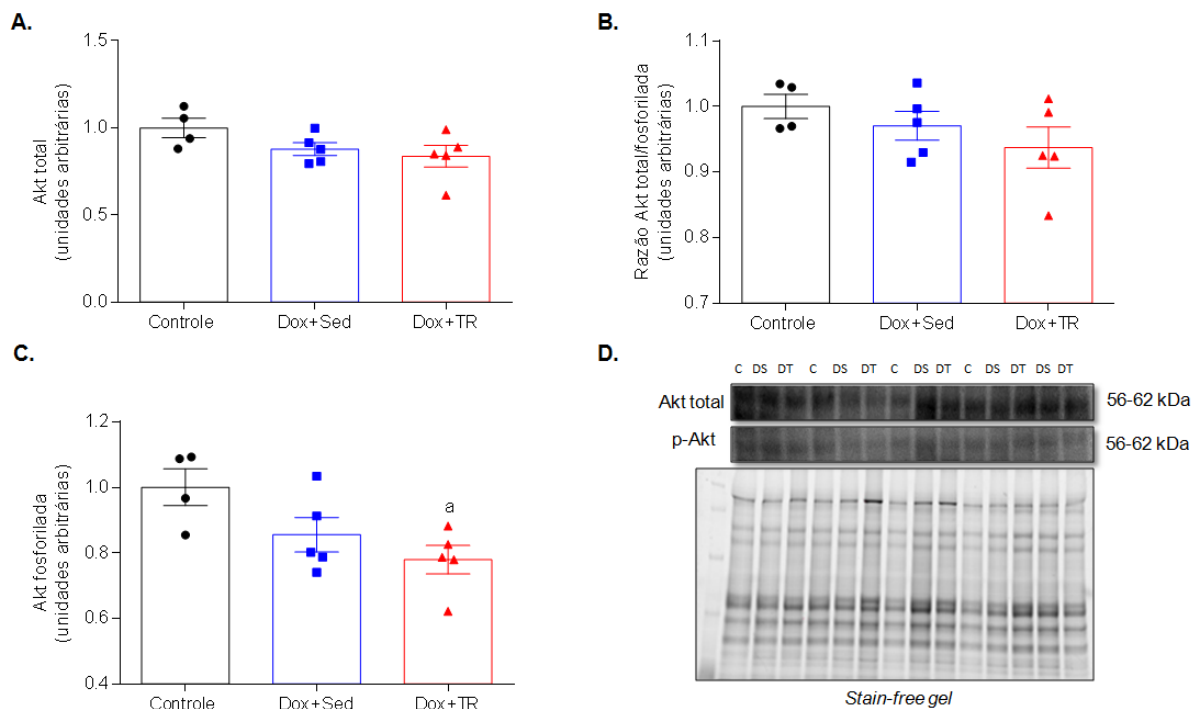 A.
Akt total
(unidades arbitrárias)
1.5
1.0
0.5
0.0
Controle Dox+Sed Dox+TR
B.
Razão Akt total/fosforilada
(unidades arbitrárias)
1.1
1.0
0.9
0.8
0.7
Controle Dox+Sed Dox+TR
C.
Akt fosforilada
(unidades arbitrárias)
1.2
1.0
0.8
0.6
0.4
a
Controle Dox+Sed Dox+TR
D.
C DS DT C DS DT C DS DT C DS DT DS DT
Akt total 56-62 kDa
p-Akt 56-62 kDa
Stain-free gel